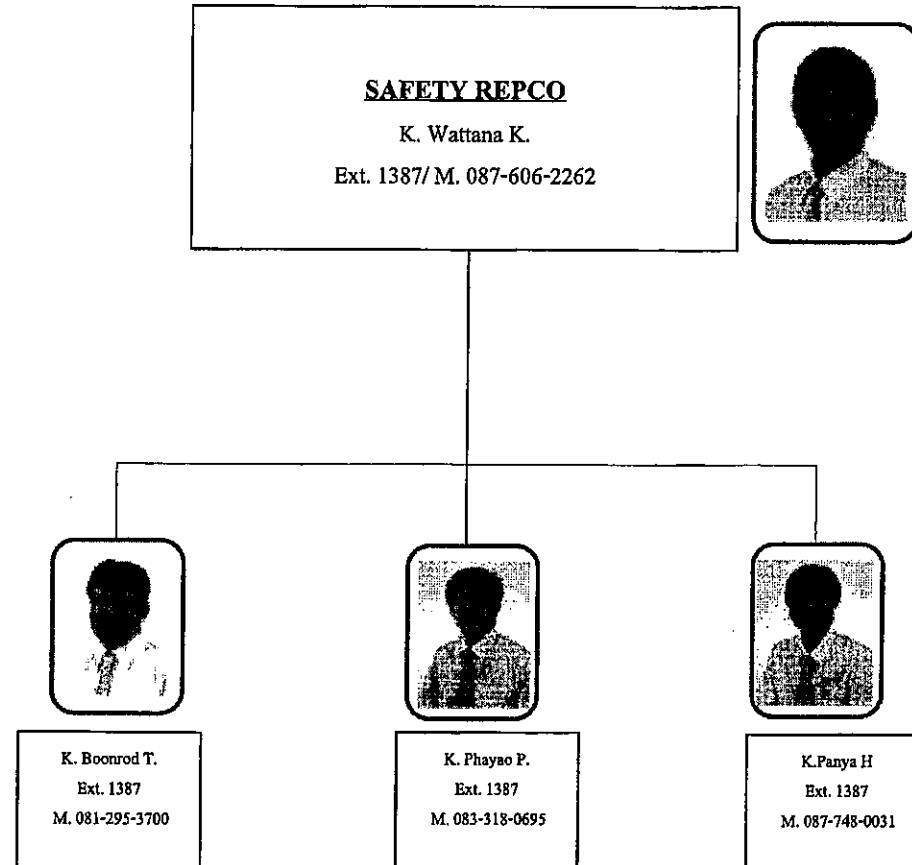 SAFETY REPCO
K. Wattana K.
Ext. 1387/ M. 087-606-2262
K. Boonrod T.
Ext. 1387
M. 081-295-3700
K. Phayao P.
Ext. 1387
M. 083-318-0695
K.Panya H
Ext. 1387
M. 087-748-0031